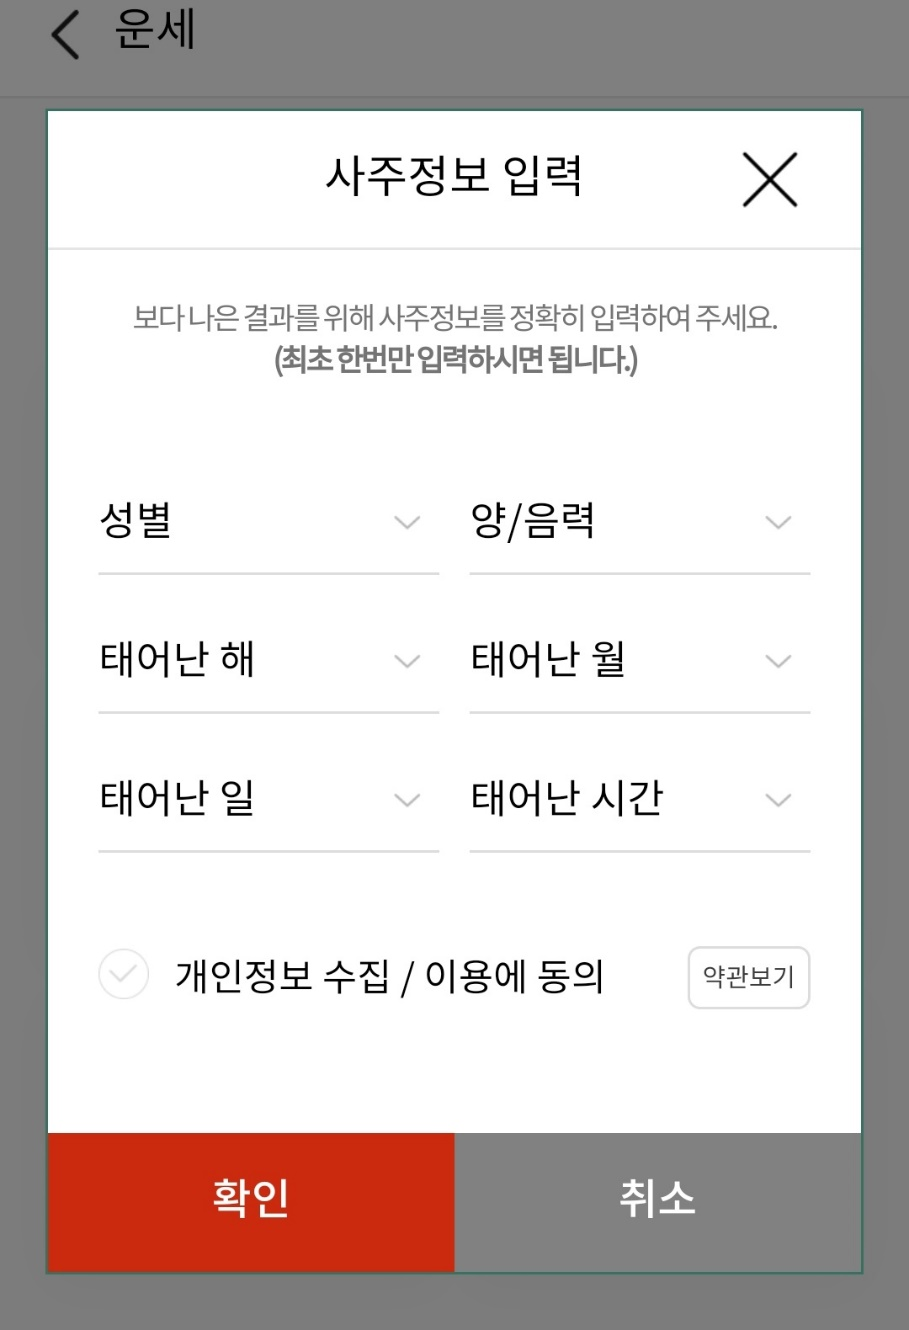 운세
사주정보 입력
보다 나은 결과를 위해 사주정보를 정확히 입력하여 주세요.
(최초 한번만 입력하시면 됩니다.)
성별 양/음력
태어난 해 태어난 월
태어난 일 태어난 시간
개인정보 수집 / 이용에 동의 약관보기
확인 취소